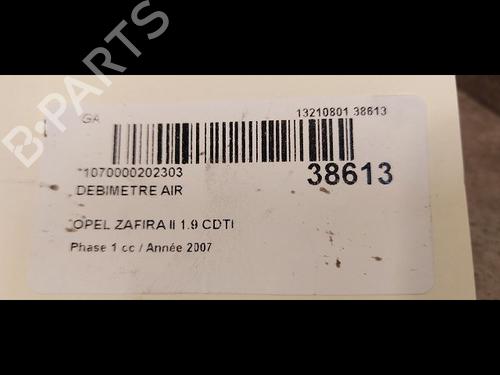 GA
13210801 38613
*1070000202303
38613
DEBIMETRE AIR
OPEL ZAFIRA II 1.9 CDTI
Phase 1 cc / Année 2007
B-PARTS